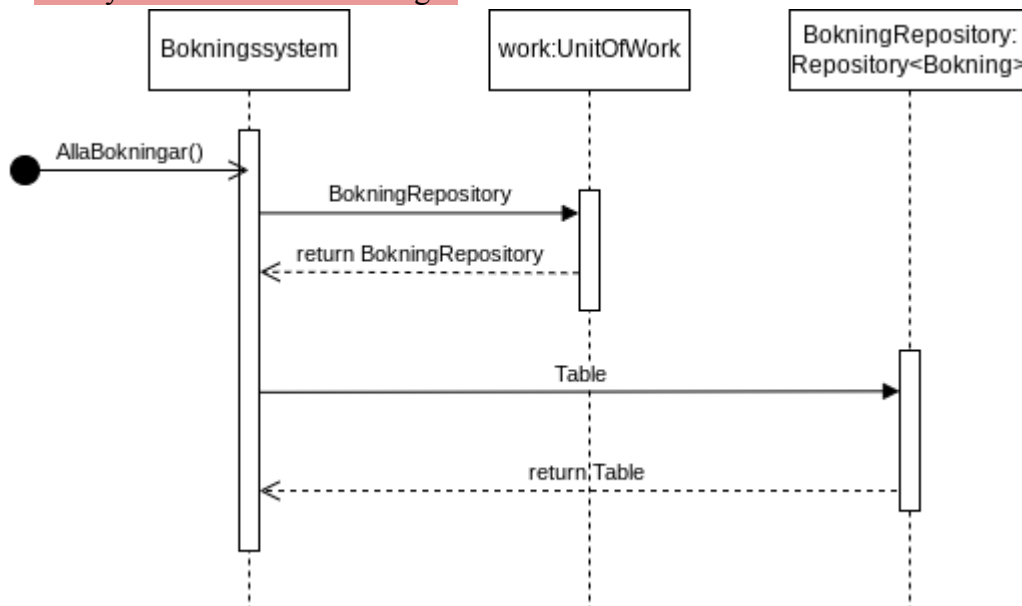 Bokningssystem
work:UnitOfWork
BokningRepository:
Repository<Bokning>
AllaBokningar()
BokningRepository
return BokningRepository
Table
return Table